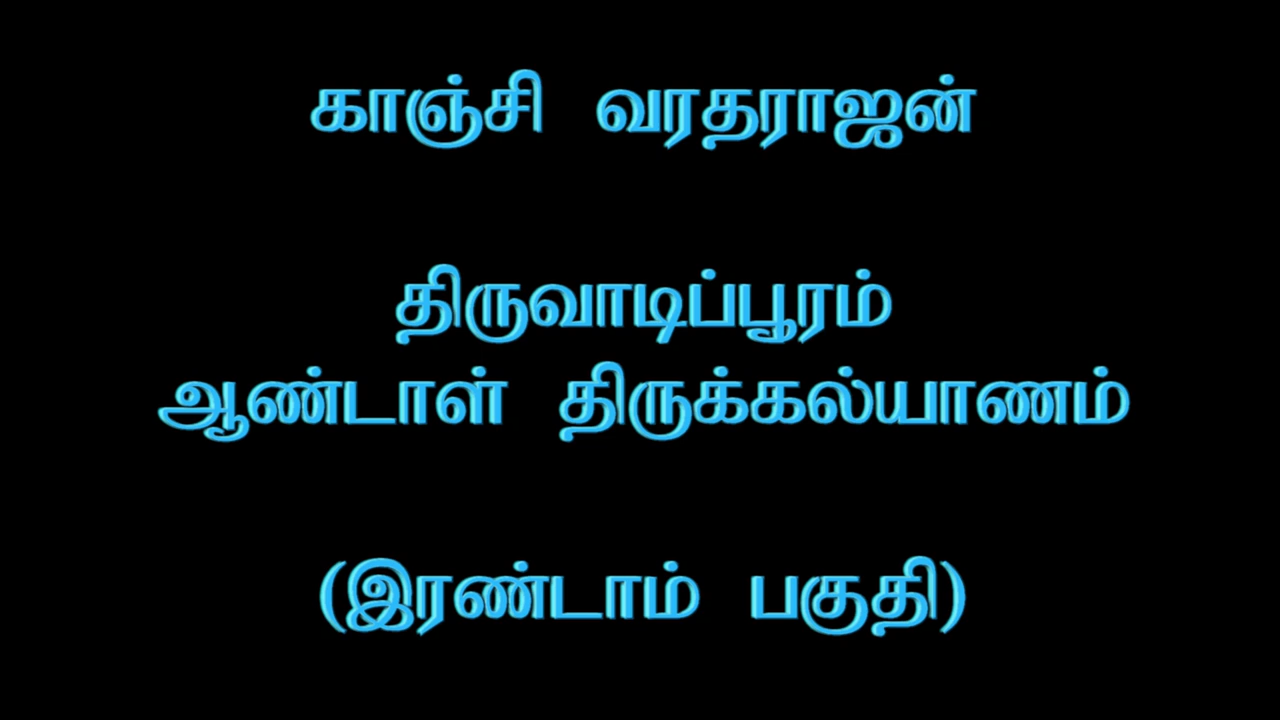 காஞ்சி வரதராஜன்
திருவாடிப்பூரம்
ஆண்டாள் திருக்கல்யாணம்
(இரண்டாம் பகுதி)